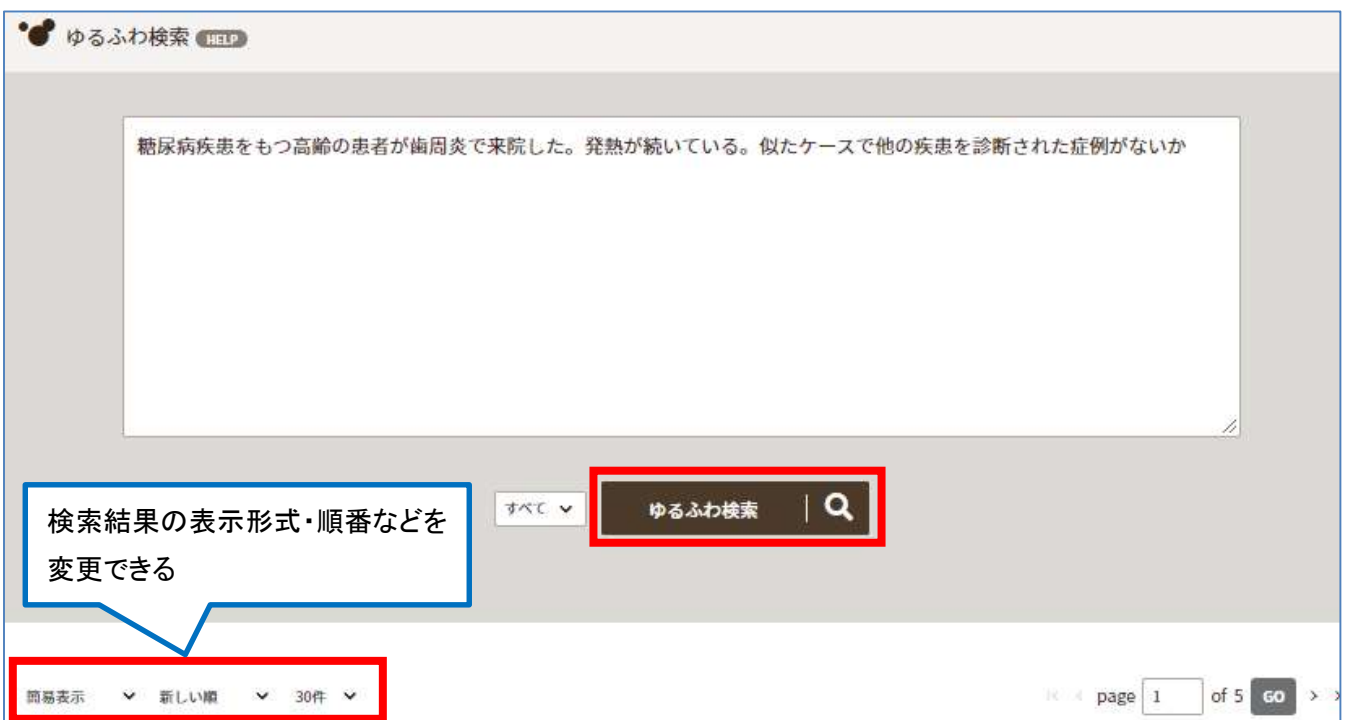 ゆるふわ検索 HELP
糖尿病疾患をもつ高齢の患者が歯周炎で来院した。発熱が続いている。似たケースで他の疾患を診断された症例がないか
すべて
ゆるふわ検索
検索結果の表示形式・順番などを
変更できる
簡易表示 新しい順 30件
page 1 of 5 GO